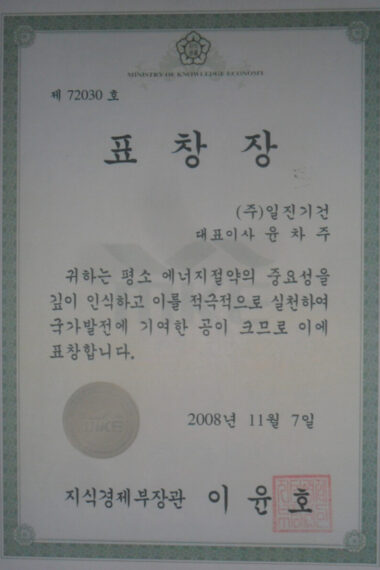 MINISTRY OF KNOWLEDGE ECONOMY
제 72030 호
표 창 장
(주)일진기건
대표이사 윤 차 주
귀하는 평소 에너지절약의 중요성을
깊이 인식하고 이를 적극적으로 실천하여
국가발전에 기여한 공이 크므로 이에
표창합니다.
2008년 11월 7일
지식경제부장관 이 윤 호